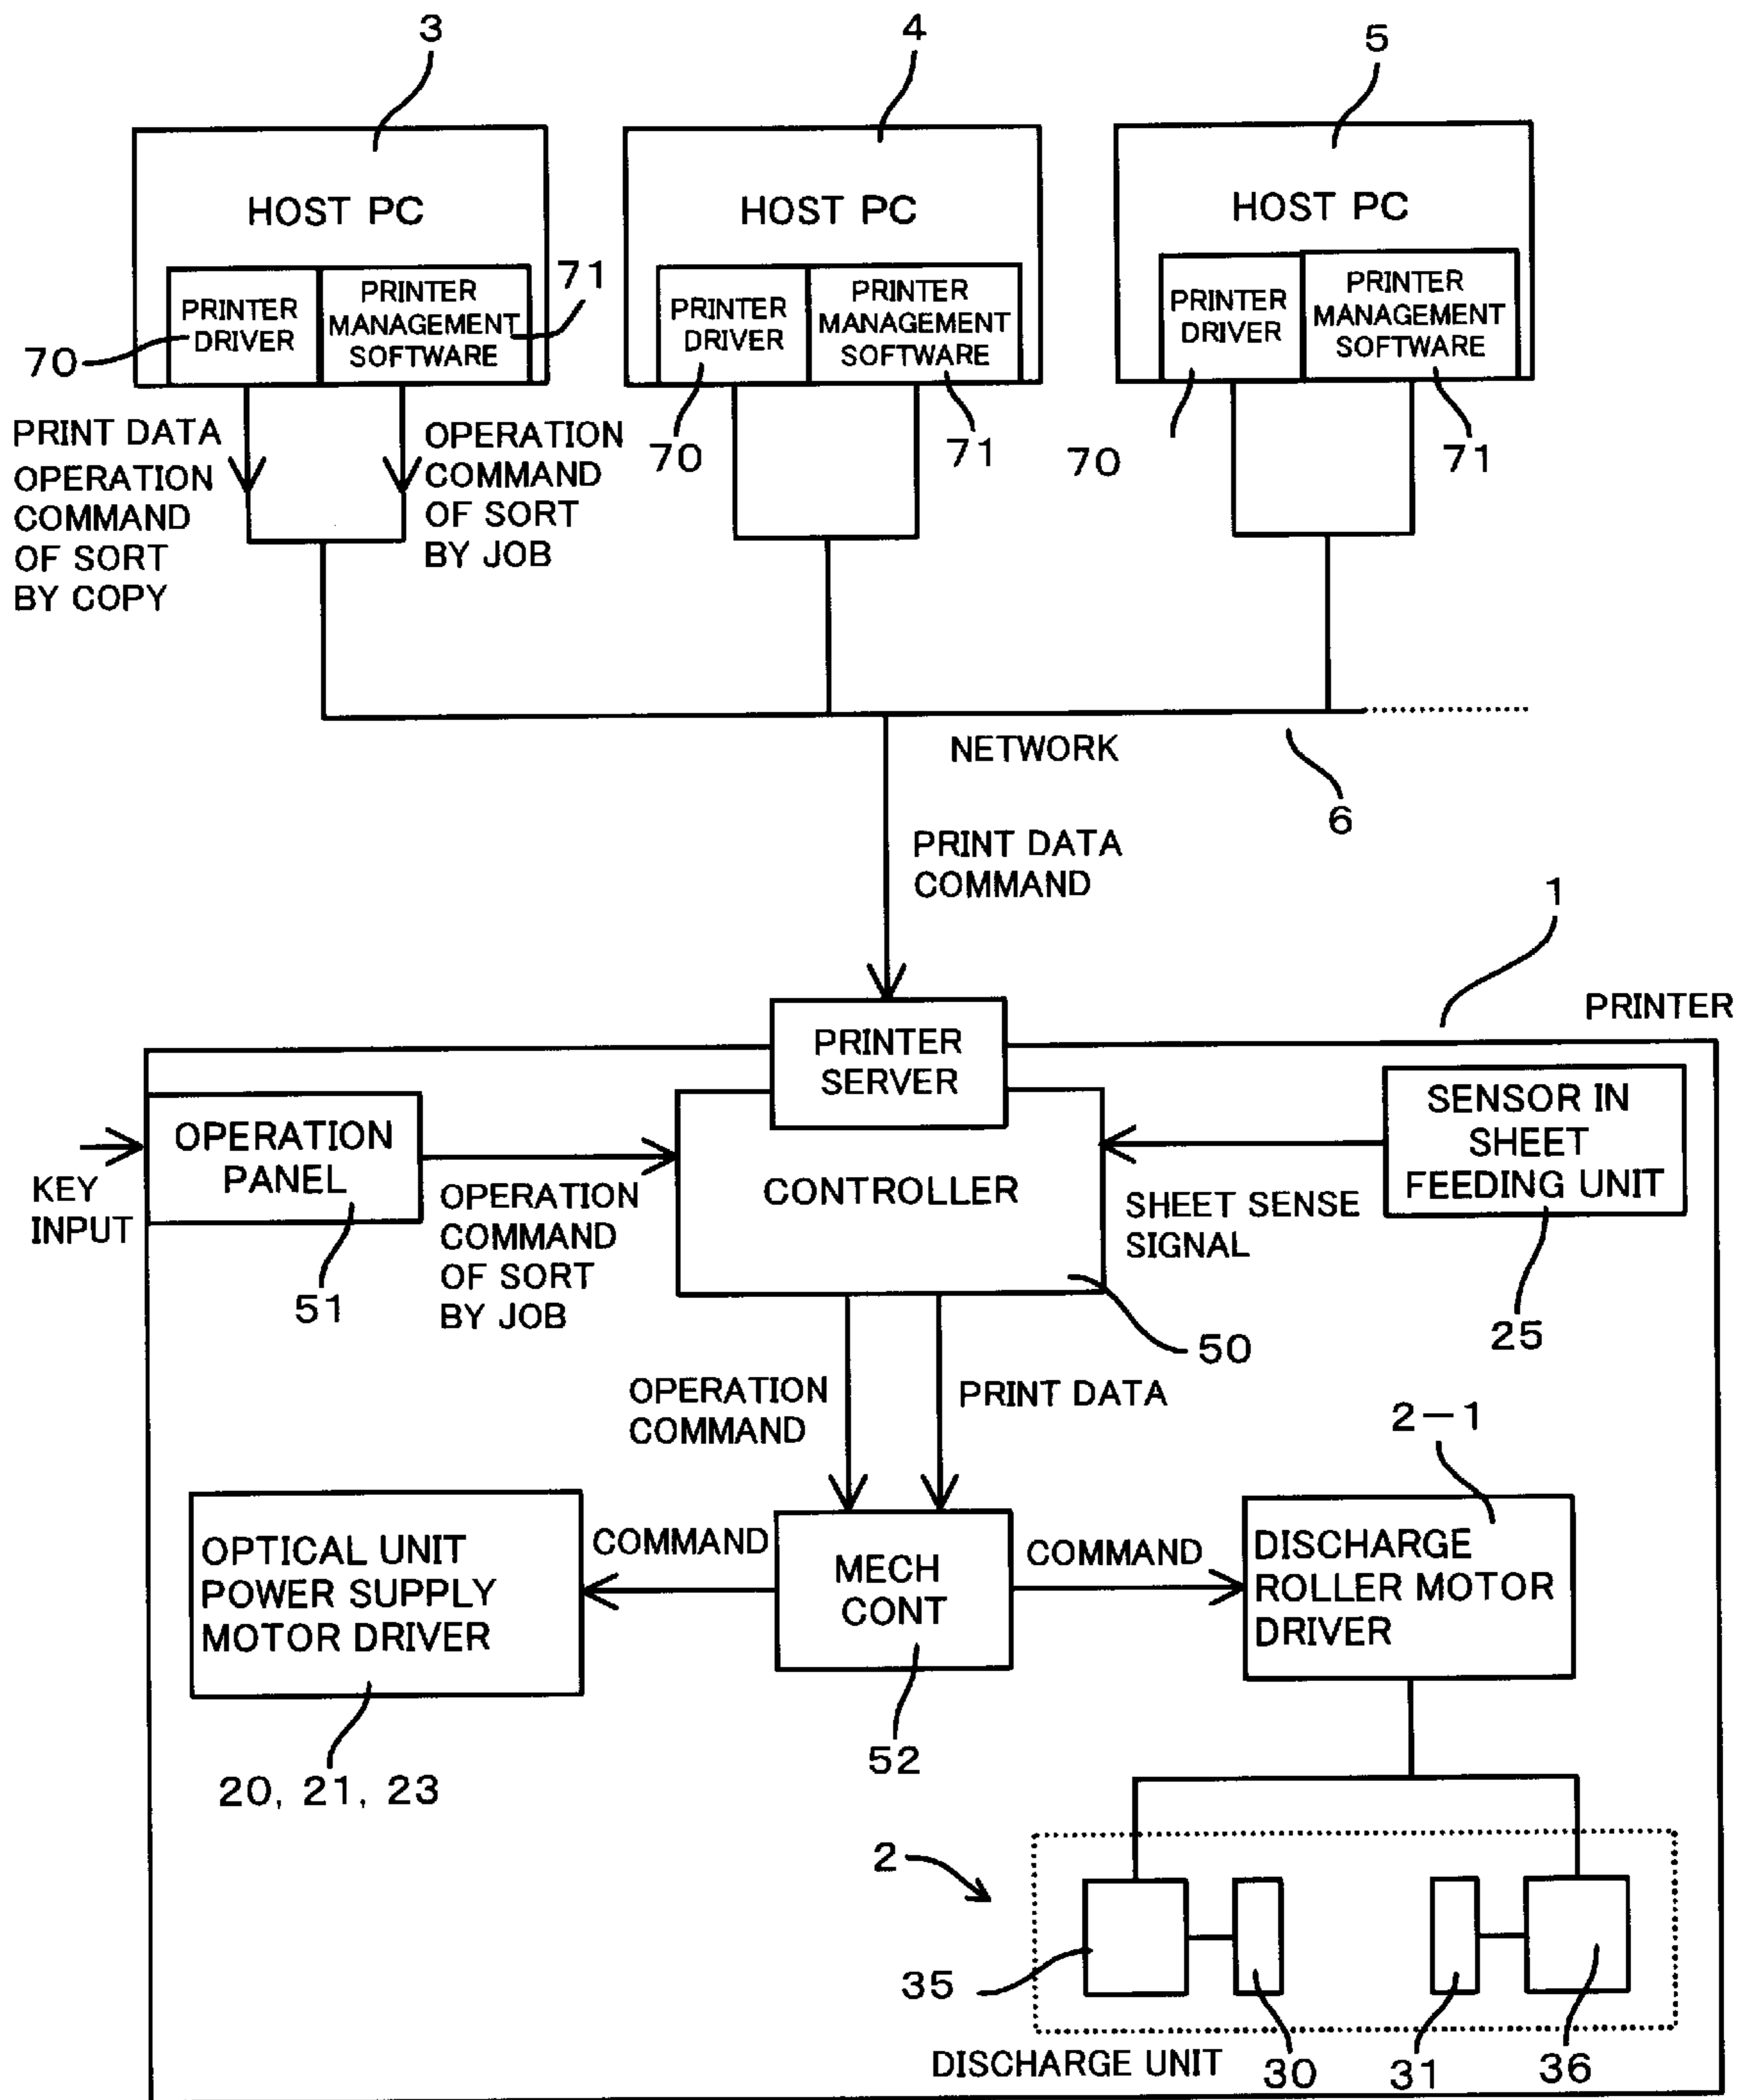 3
4
5
HOST PC
HOST PC
HOST PC
PRINTER
DRIVER
PRINTER
MANAGEMENT
SOFTWARE
71
70
PRINTER
DRIVER
PRINTER
MANAGEMENT
SOFTWARE
70
71
PRINTER
DRIVER
PRINTER
MANAGEMENT
SOFTWARE
70
71
PRINT DATA
OPERATION
COMMAND
OF SORT
BY COPY
OPERATION
COMMAND
OF SORT
BY JOB
NETWORK
6
PRINT DATA
COMMAND
1
PRINTER
PRINTER
SERVER
KEY
INPUT
OPERATION
PANEL
51
OPERATION
COMMAND
OF SORT
BY JOB
CONTROLLER
50
SHEET SENSE
SIGNAL
SENSOR IN
SHEET
FEEDING UNIT
25
OPERATION
COMMAND
PRINT DATA
2-1
OPTICAL UNIT
POWER SUPPLY
MOTOR DRIVER
20, 21, 23
COMMAND
MECH
CONT
52
COMMAND
DISCHARGE
ROLLER MOTOR
DRIVER
2
35
30
31
36
DISCHARGE UNIT